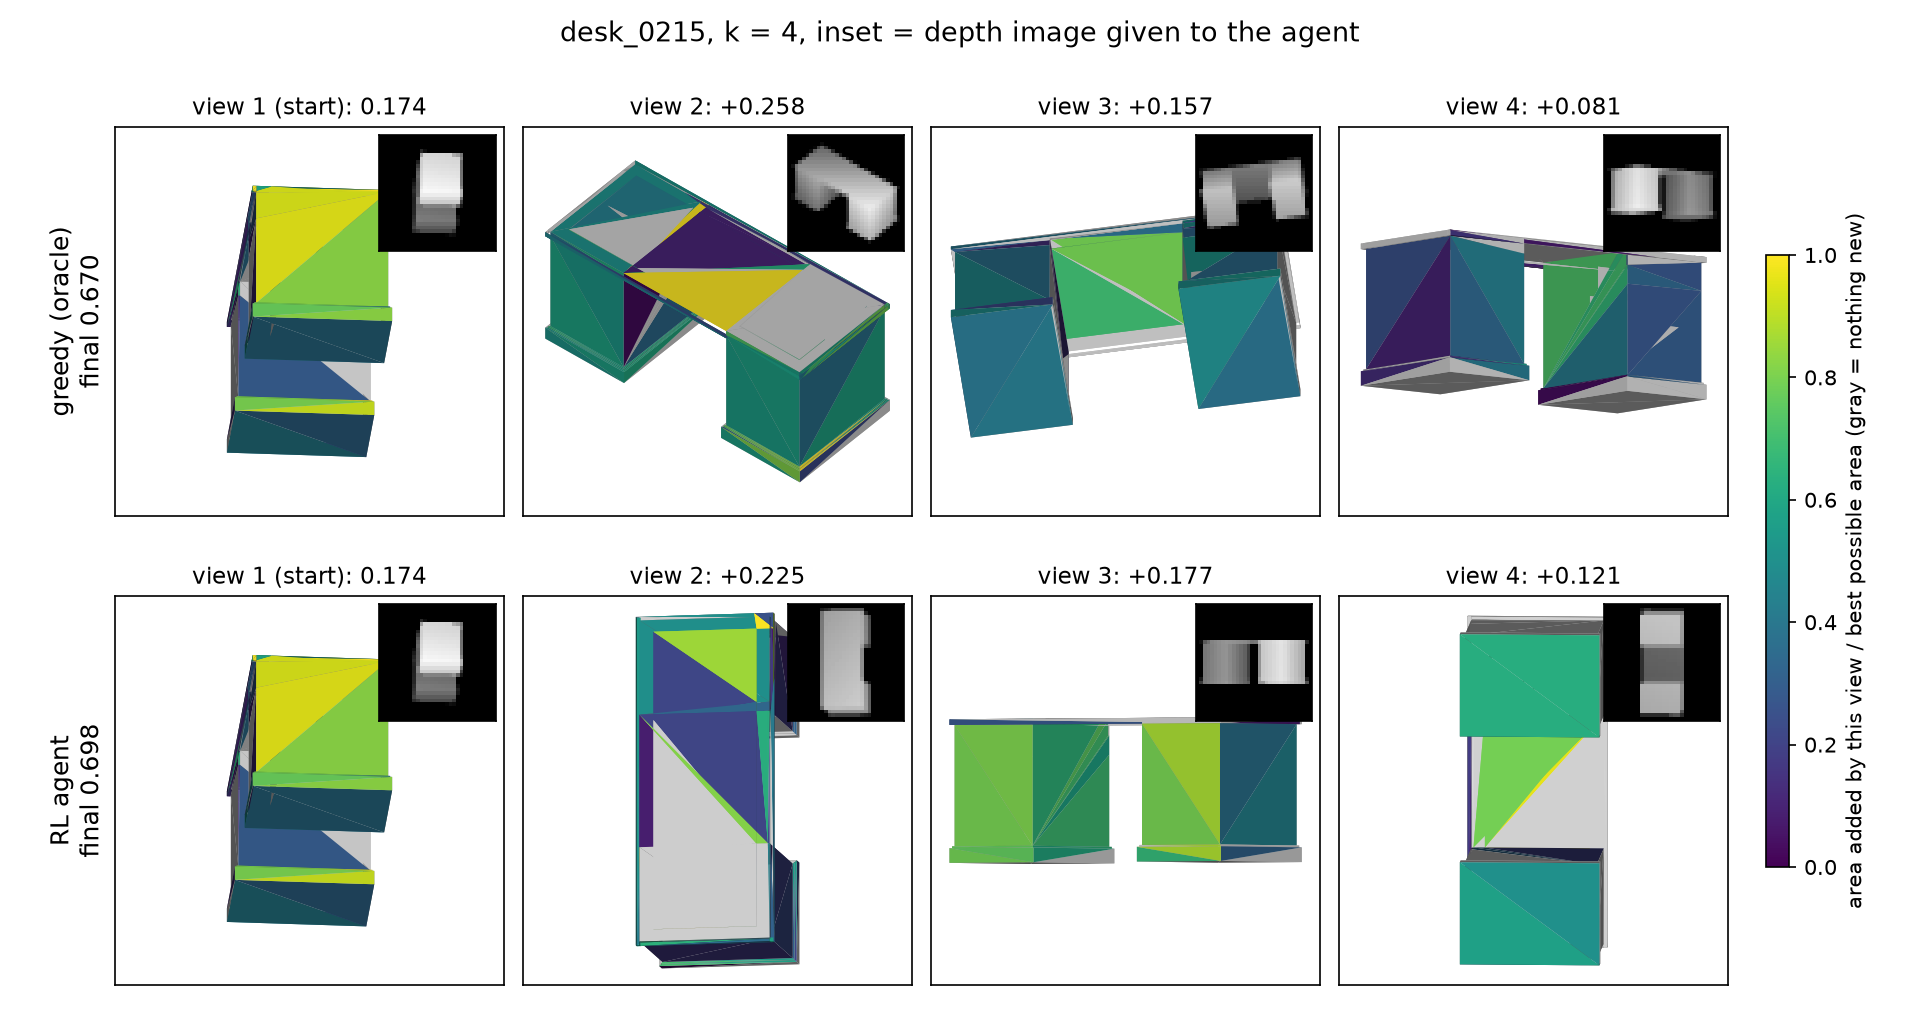 desk_0215, k = 4, inset = depth image given to the agent
greedy (oracle)
final 0.670
view 1 (start): 0.174
view 2: +0.258
view 3: +0.157
view 4: +0.081
RL agent
final 0.698
view 1 (start): 0.174
view 2: +0.225
view 3: +0.177
view 4: +0.121
1.0
0.8
0.6
0.4
0.2
0.0
area added by this view / best possible area (gray = nothing new)